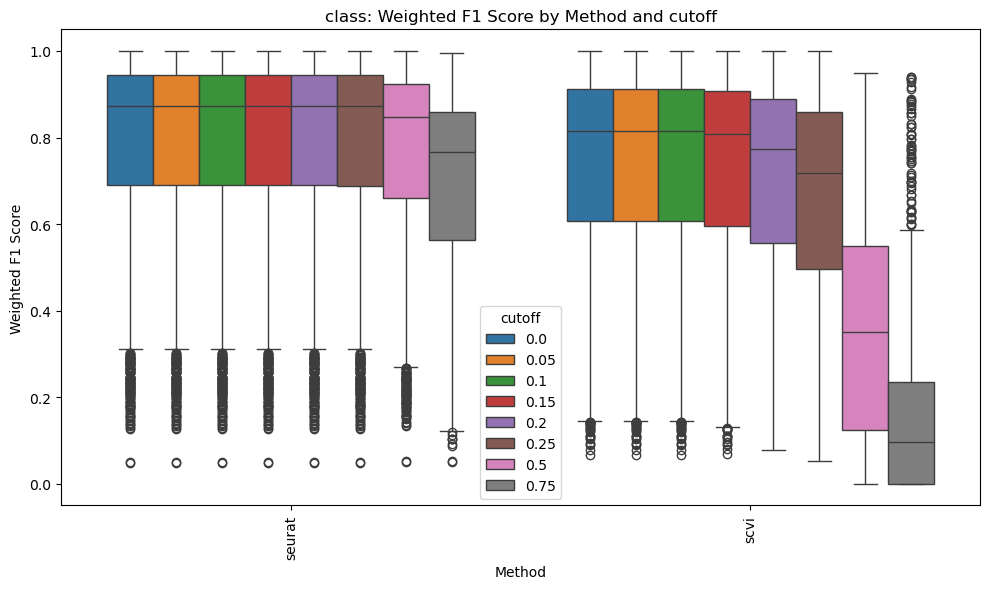 class: Weighted F1 Score by Method and cutoff
Weighted F1 Score
1.0
0.8
0.6
0.4
0.2
0.0
cutoff
0.0
0.05
0.1
0.15
0.2
0.25
0.5
0.75
seurat
scvi
Method